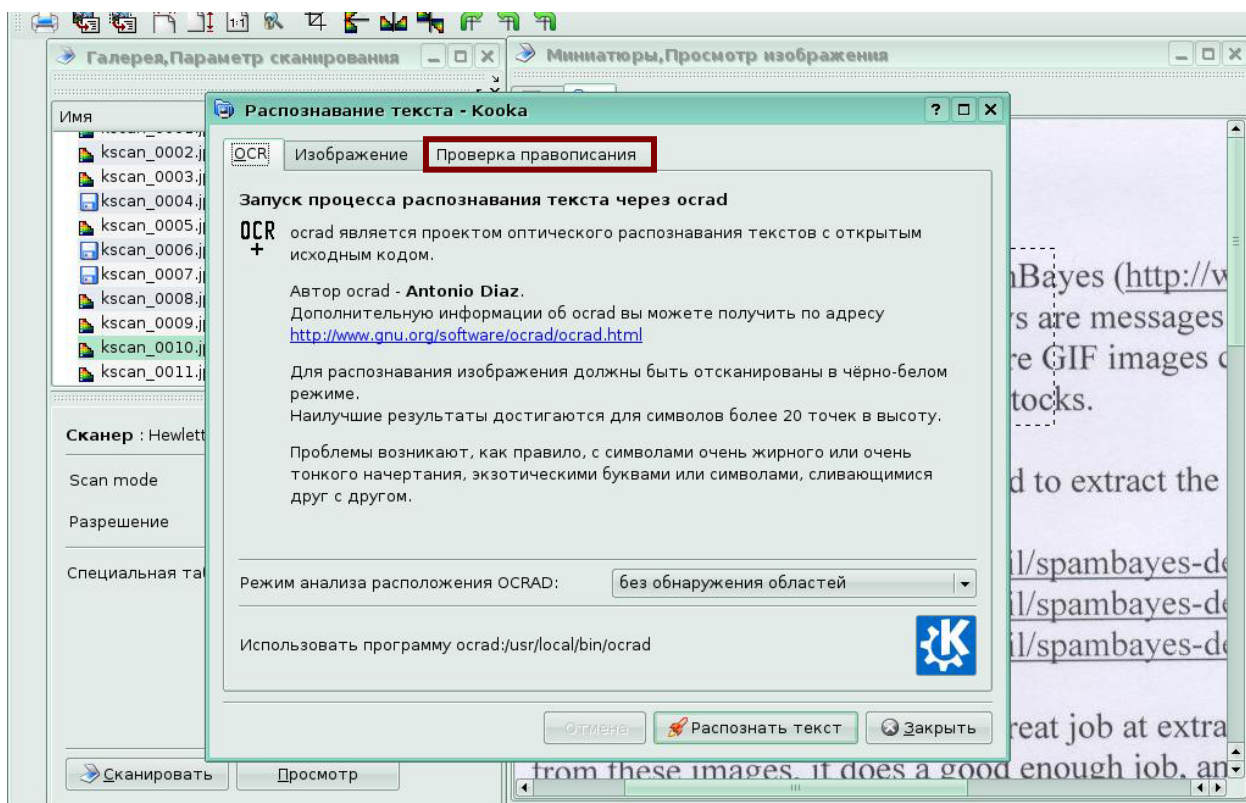 1:1
Галерея,Параметр сканирования
Миниатюры,Просмотр изображения
Имя
kscan_0002.j
kscan_0003.j
kscan_0004.j
kscan_0005.j
kscan_0006.j
kscan_0007.j
kscan_0008.j
kscan_0009.j
kscan_0010.j
kscan_0011.j
Сканер : Hewlett
Scan mode
Разрешение
Специальная та
Сканировать
Просмотр
Распознавание текста - Kooka
OCR Изображение Проверка правописания
Запуск процесса распознавания текста через ocrad
OCR +
ocrad является проектом оптического распознавания текстов с открытым
исходным кодом.
Автор ocrad - Antonio Diaz.
Дополнительную информации об ocrad вы можете получить по адресу
http://www.gnu.org/software/ocrad/ocrad.html
Для распознавания изображения должны быть отсканированы в чёрно-белом
режиме.
Наилучшие результаты достигаются для символов более 20 точек в высоту.
Проблемы возникают, как правило, с символами очень жирного или очень
тонкого начертания, экзотическими буквами или символами, сливающимися
друг с другом.
Режим анализа расположения OCRAD: без обнаружения областей
Использовать программу ocrad:/usr/local/bin/ocrad
Отмена Распознать текст Закрыть
Bayes (http://w
s are messages
re GIF images
tocks.
d to extract the
il/spambayes-de
il/spambayes-de
il/spambayes-de
reat job at extra
from these images, it does a good enough job, an